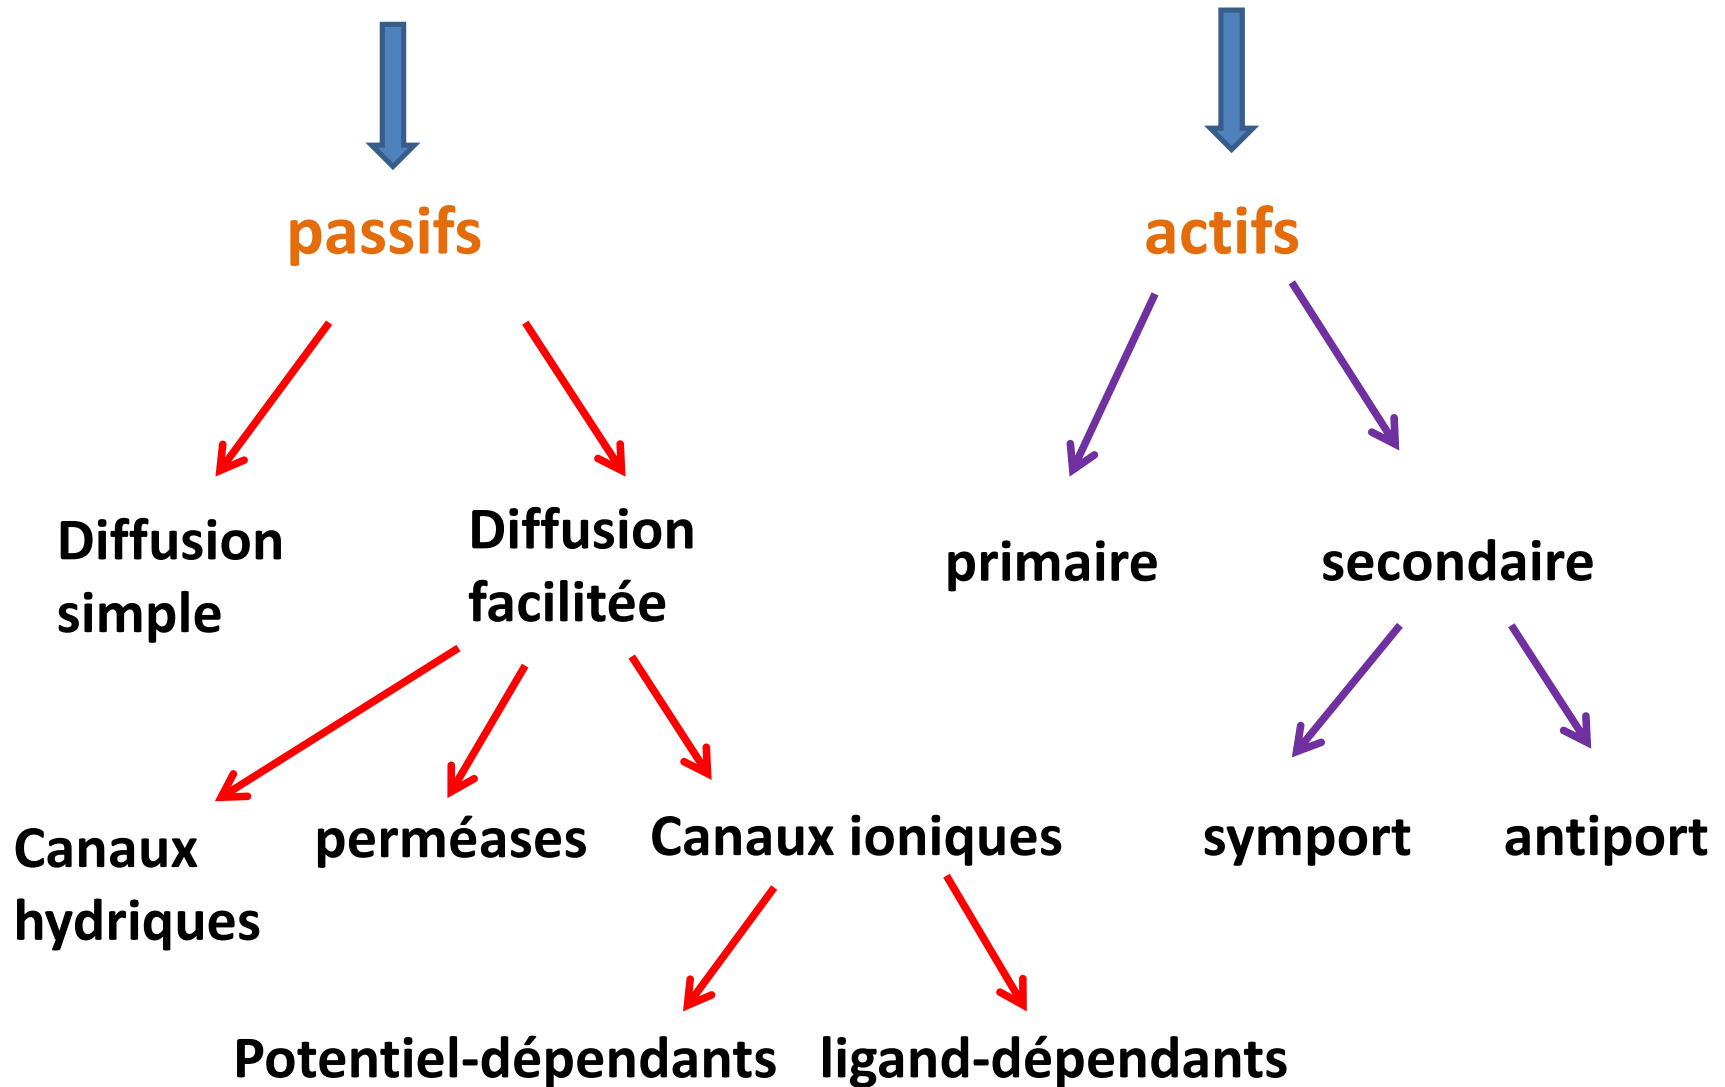 passifs
actifs
Diffusion
simple
Diffusion
facilitée
primaire
secondaire
Canaux
hydriques
perméases
Canaux ioniques
symport
antiport
Potentiel-dépendants
ligand-dépendants